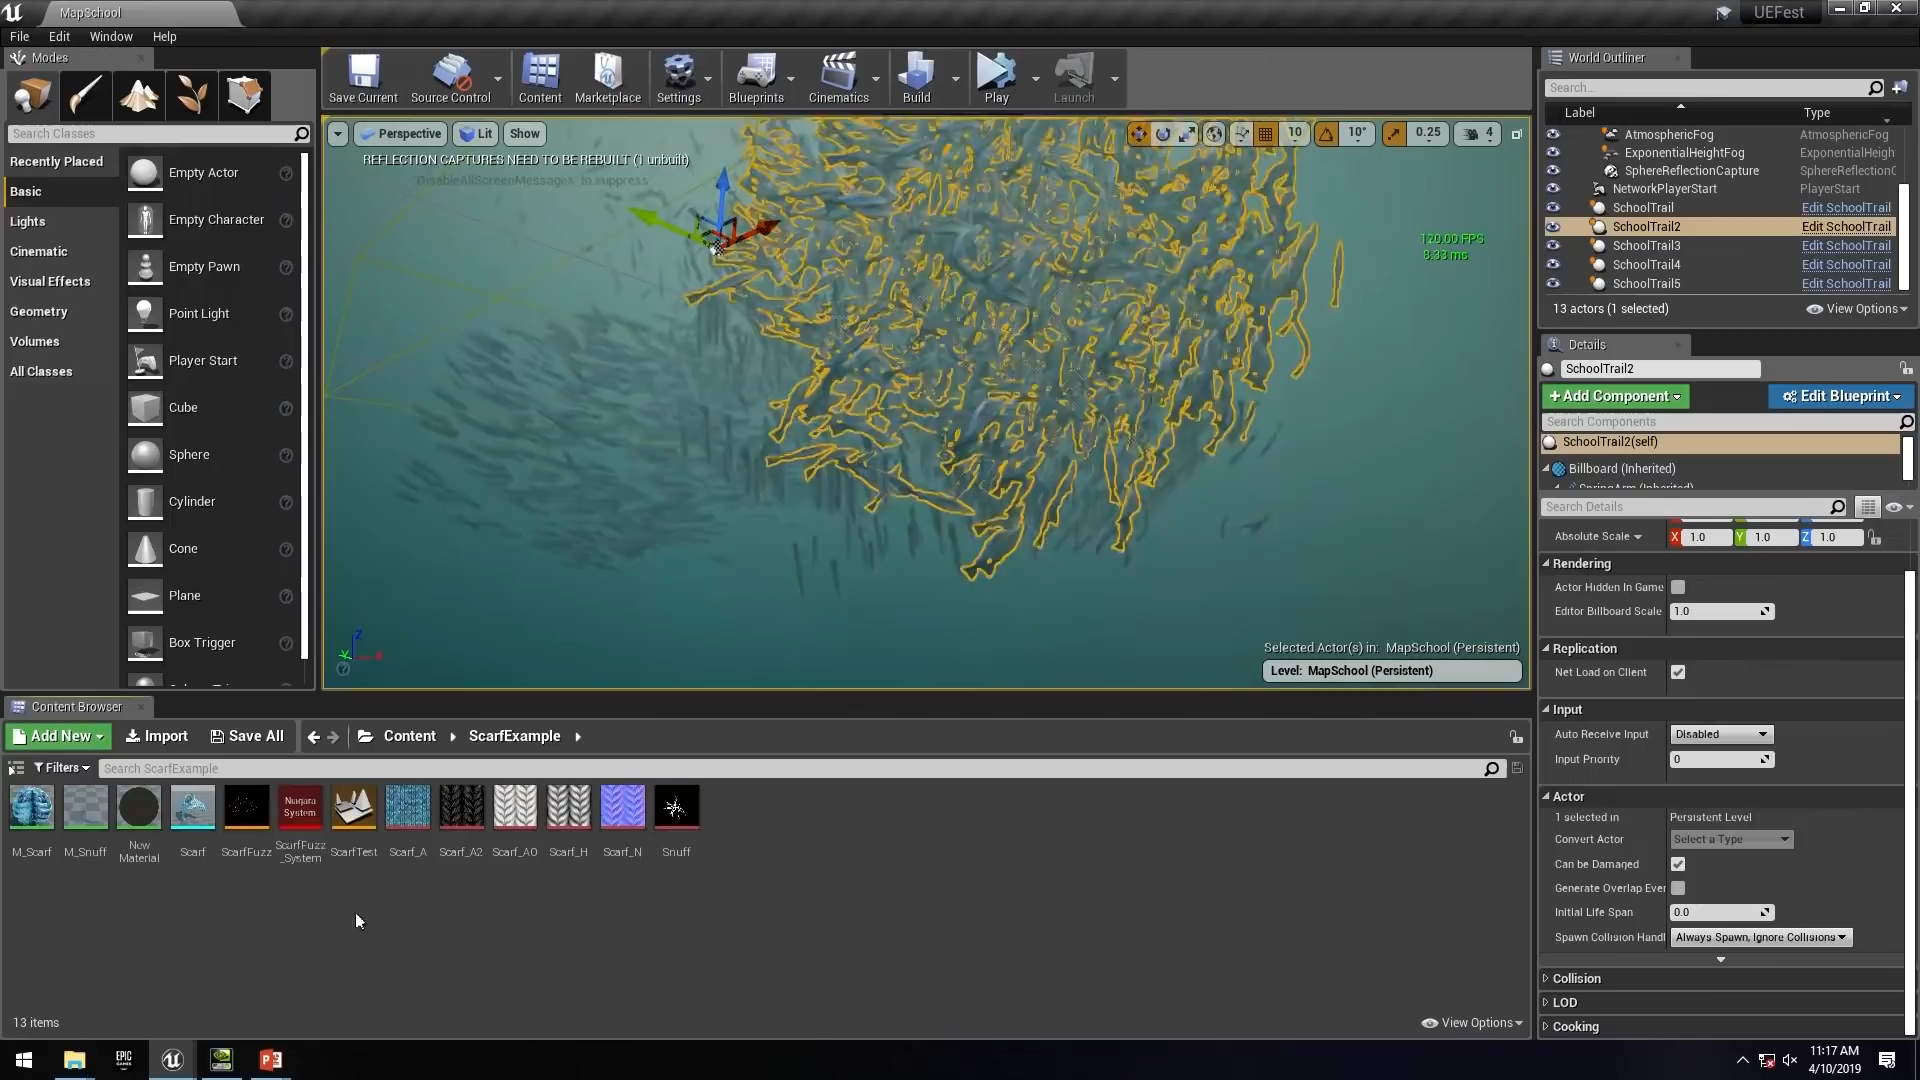 MapSchool
UEFest
File Edit Window Help
Modes
Search Classes
Recently Placed
Basic
Lights
Cinematic
Visual Effects
Geometry
Volumes
All Classes
Empty Actor
Empty Character
Empty Pawn
Point Light
Player Start
Cube
Sphere
Cylinder
Cone
Plane
Box Trigger
Save Current Source Control Content Marketplace Settings Blueprints Cinematics Build Play Launch
Perspective Lit Show
10 10° 0.25 4
REFLECTION CAPTURES NEED TO BE REBUILT (1 unbuilt)
'DisableAllScreenMessages' to suppress
120.00 FPS
8.33 ms
Selected Actor(s) in: MapSchool (Persistent)
Level: MapSchool (Persistent)
World Outliner
Search...
Label Type
AtmosphericFog AtmosphericFog
ExponentialHeightFog ExponentialHeigh
SphereReflectionCapture SphereReflectionC
NetworkPlayerStart PlayerStart
SchoolTrail Edit SchoolTrail
SchoolTrail2 Edit SchoolTrail
SchoolTrail3 Edit SchoolTrail
SchoolTrail4 Edit SchoolTrail
SchoolTrail5 Edit SchoolTrail
13 actors (1 selected) View Options
Details
SchoolTrail2
+Add Component Edit Blueprint
Search Components
SchoolTrail2(self)
Billboard (Inherited)
SpringArm (Inherited)
Search Details
Absolute Scale X 1.0 Y 1.0 Z 1.0
Rendering
Actor Hidden In Game
Editor Billboard Scale 1.0
Replication
Net Load on Client
Input
Auto Receive Input Disabled
Input Priority 0
Actor
1 selected in Persistent Level
Convert Actor Select a Type
Can be Damaged
Generate Overlap Ever
Initial Life Span 0.0
Spawn Collision Handl Always Spawn, Ignore Collisions
Collision
LOD
Cooking
Content Browser
Add New Import Save All Content ScarfExample
Filters Search ScarfExample
Niagara
System
M_Scarf M_Snuff New Material Scarf ScarfFuzz ScarfFuzz_System ScarfTest Scarf_A Scarf_A2 Scarf_AO Scarf_H Scarf_N Snuff
13 items View Options
EPIC
GAMES
11:17 AM
4/10/2019